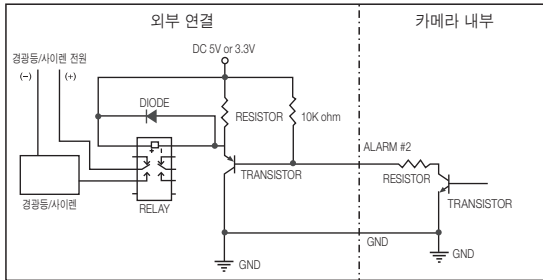 외부 연결
카메라 내부
DC 5V or 3.3V
경광등/사이렌 전원
(-)
(+)
DIODE
RESISTOR
10K ohm
ALARM #2
RESISTOR
TRANSISTOR
TRANSISTOR
경광등/사이렌
RELAY
GND
GND
GND